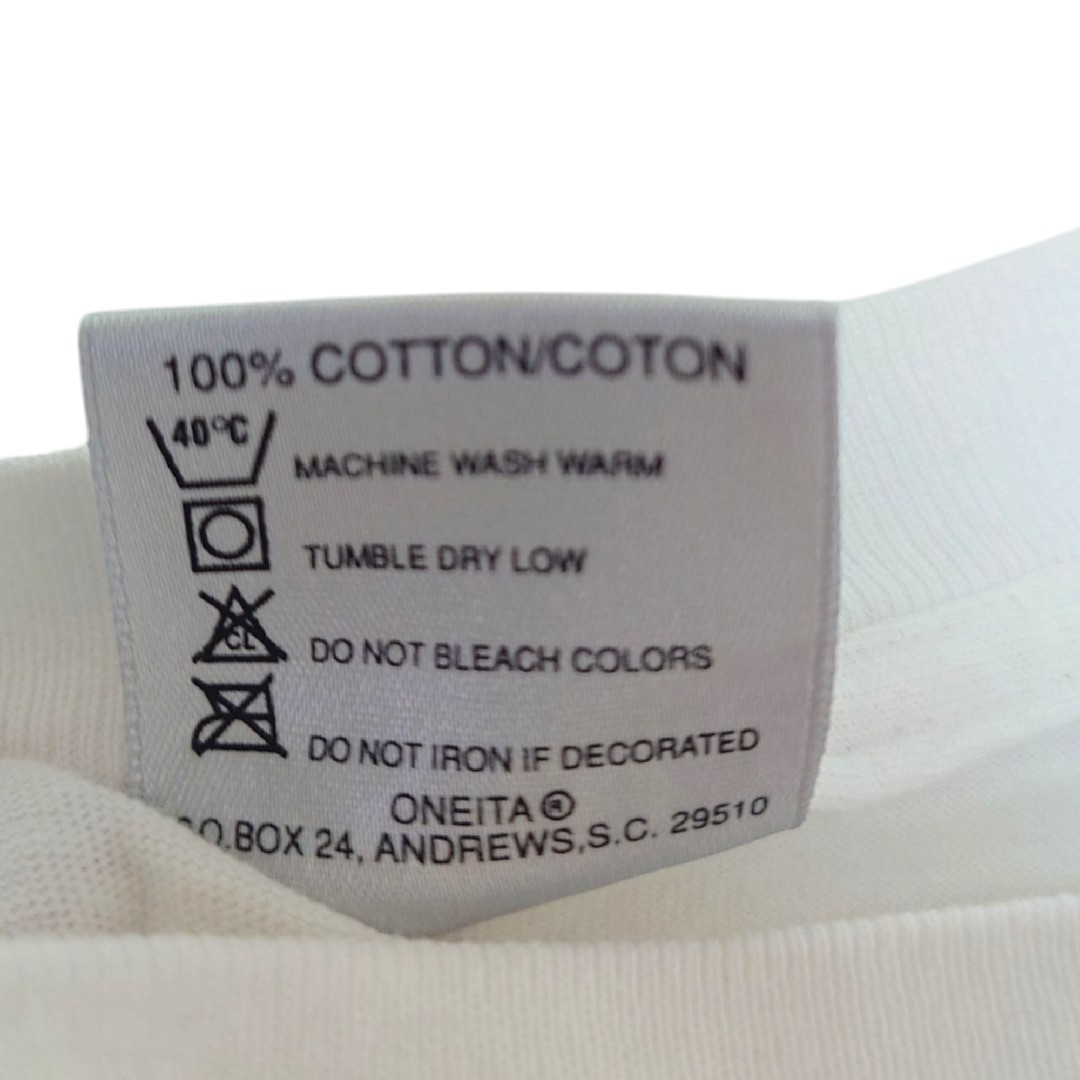 100% COTTON/COTON
40°C MACHINE WASH WARM
TUMBLE DRY LOW
CL DO NOT BLEACH COLORS
DO NOT IRON IF DECORATED
ONEITA®
.O.BOX 24, ANDREWS,S.C. 29510